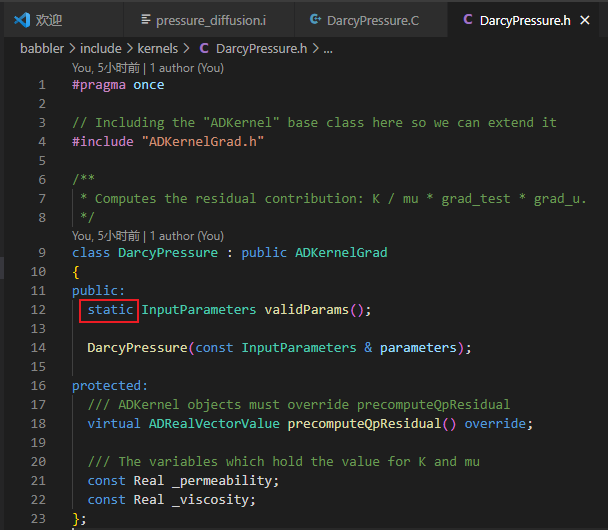 欢迎 pressure_diffusion.i DarcyPressure.C DarcyPressure.h
babbler > include > kernels > C DarcyPressure.h > ...
You, 5小时前 | 1 author (You)
1 #pragma once
2
3 // Including the "ADKernel" base class here so we can extend it
4 #include "ADKernelGrad.h"
5
6 /**
7 * Computes the residual contribution: K / mu * grad_test * grad_u.
8 */
You, 5小时前 | 1 author (You)
9 class DarcyPressure : public ADKernelGrad
10 {
11 public:
12 static InputParameters validParams();
13
14 DarcyPressure(const InputParameters & parameters);
15
16 protected:
17 /// ADKernel objects must override precomputeQpResidual
18 virtual ADRealVectorValue precomputeQpResidual() override;
19
20 /// The variables which hold the value for K and mu
21 const Real _permeability;
22 const Real _viscosity;
23 };